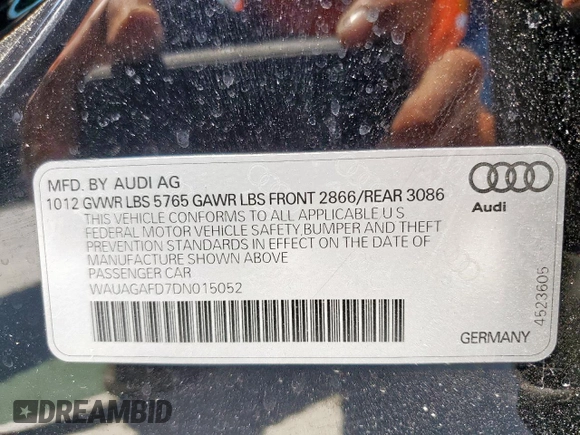 MFD. BY AUDI AG
1012 GVWR LBS 5765 GAWR LBS FRONT 2866/REAR 3086
THIS VEHICLE CONFORMS TO ALL APPLICABLE U S
FEDERAL MOTOR VEHICLE SAFETY, BUMPER AND THEFT
PREVENTION STANDARDS IN EFFECT ON THE DATE OF
MANUFACTURE SHOWN ABOVE
PASSENGER CAR
WAUAGAFD7DN015052
Audi
4523605
GERMANY
DREAMBID